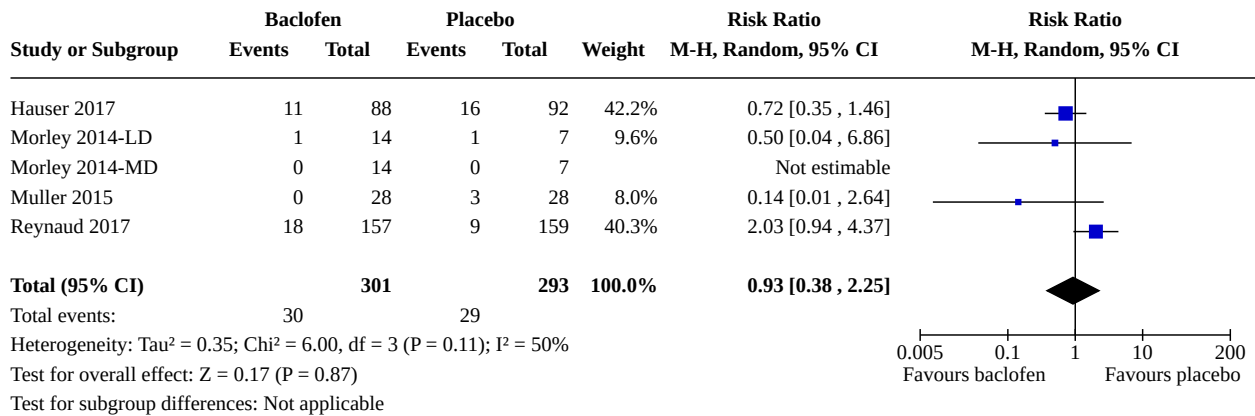 Baclofen Placebo Risk Ratio Risk Ratio
Study or Subgroup Events Total Events Total Weight M-H, Random, 95% CI M-H, Random, 95% CI
Hauser 2017 11 88 16 92 42.2% 0.72 [0.35 , 1.46]
Morley 2014-LD 1 14 1 7 9.6% 0.50 [0.04 , 6.86]
Morley 2014-MD 0 14 0 7 Not estimable
Muller 2015 0 28 3 28 8.0% 0.14 [0.01 , 2.64]
Reynaud 2017 18 157 9 159 40.3% 2.03 [0.94 , 4.37]
Total (95% CI) 301 293 100.0% 0.93 [0.38 , 2.25]
Total events: 30 29
Heterogeneity: Tau² = 0.35; Chi² = 6.00, df = 3 (P = 0.11); I² = 50%
0.005 0.1 1 10 200
Test for overall effect: Z = 0.17 (P = 0.87) Favours baclofen Favours placebo
Test for subgroup differences: Not applicable